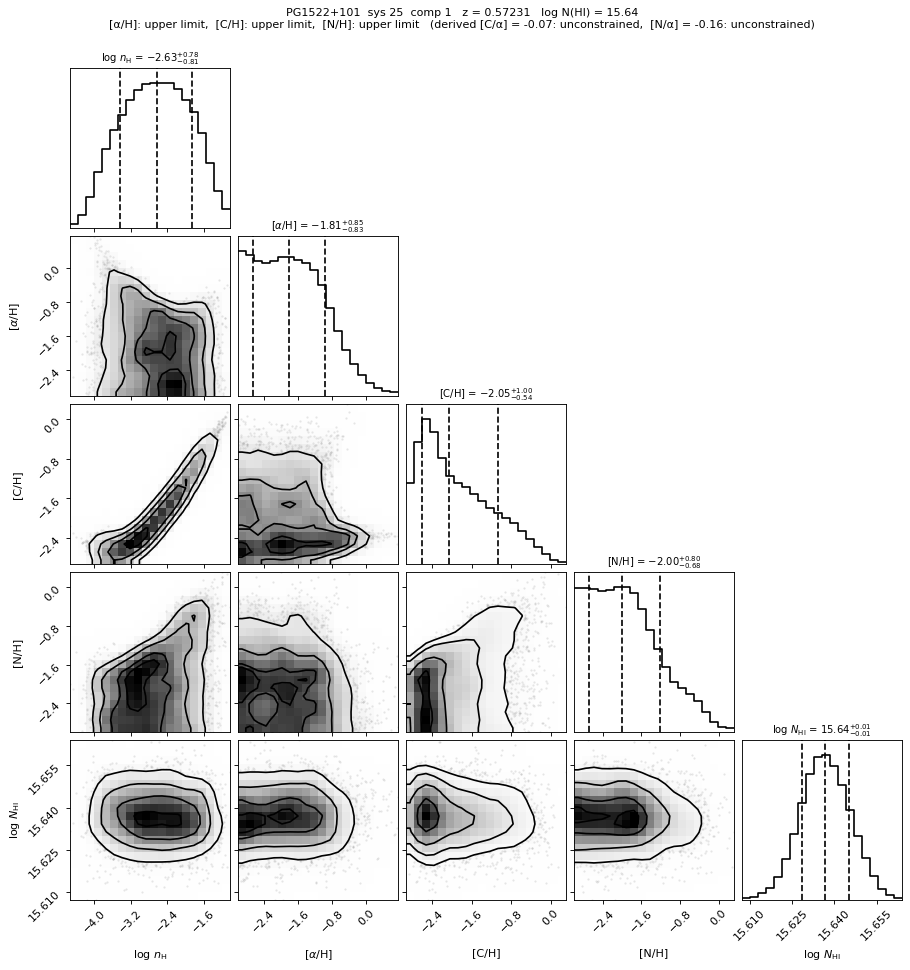 PG1522+101  sys 25  comp 1   z = 0.57231   log N(HI) = 15.64
[α/H]: upper limit,  [C/H]: upper limit,  [N/H]: upper limit   (derived [C/α] = -0.07: unconstrained,  [N/α] = -0.16: unconstrained)
log n_H = −2.63 +0.78 −0.81
[α/H] = −1.81 +0.85 −0.83
[α/H]
0.0
−0.8
−1.6
−2.4
[C/H] = −2.05 +1.00 −0.54
[C/H]
0.0
−0.8
−1.6
−2.4
[N/H] = −2.00 +0.80 −0.68
[N/H]
0.0
−0.8
−1.6
−2.4
log N_HI = 15.64 +0.01 −0.01
log N_HI
15.655
15.640
15.625
15.610
−4.0 −3.2 −2.4 −1.6
−2.4 −1.6 −0.8 0.0
−2.4 −1.6 −0.8 0.0
−2.4 −1.6 −0.8 0.0
15.610 15.625 15.640 15.655
log n_H
[α/H]
[C/H]
[N/H]
log N_HI